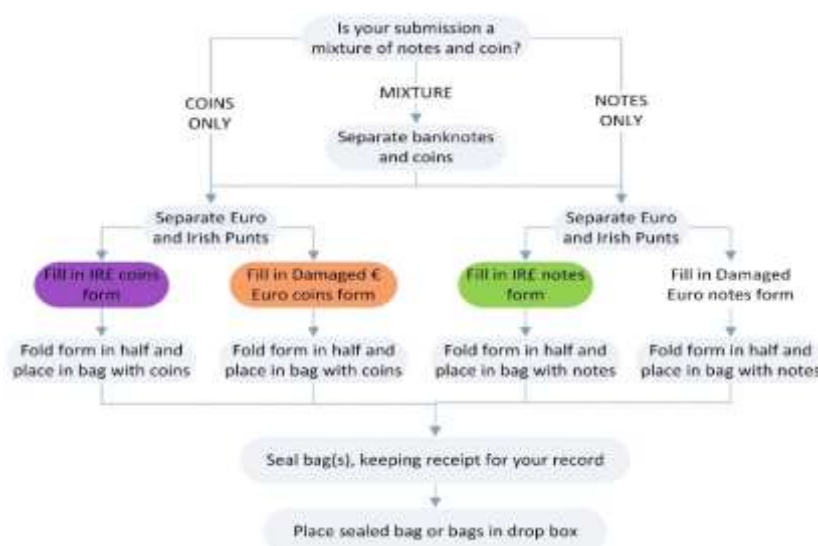 Is your submission a
mixture of notes and coin?
COINS
ONLY
MIXTURE
NOTES
ONLY
Separate banknotes
and coins
Separate Euro
and Irish Punts
Separate Euro
and Irish Punts
Fill in IR£ coins
form
Fill in Damaged €
Euro coins form
Fill in IR£ notes
form
Fill in Damaged
Euro notes form
Fold form in half and
place in bag with coins
Fold form in half and
place in bag with coins
Fold form in half and
place in bag with notes
Fold form in half and
place in bag with notes
Seal bag(s), keeping receipt for your record
Place sealed bag or bags in drop box